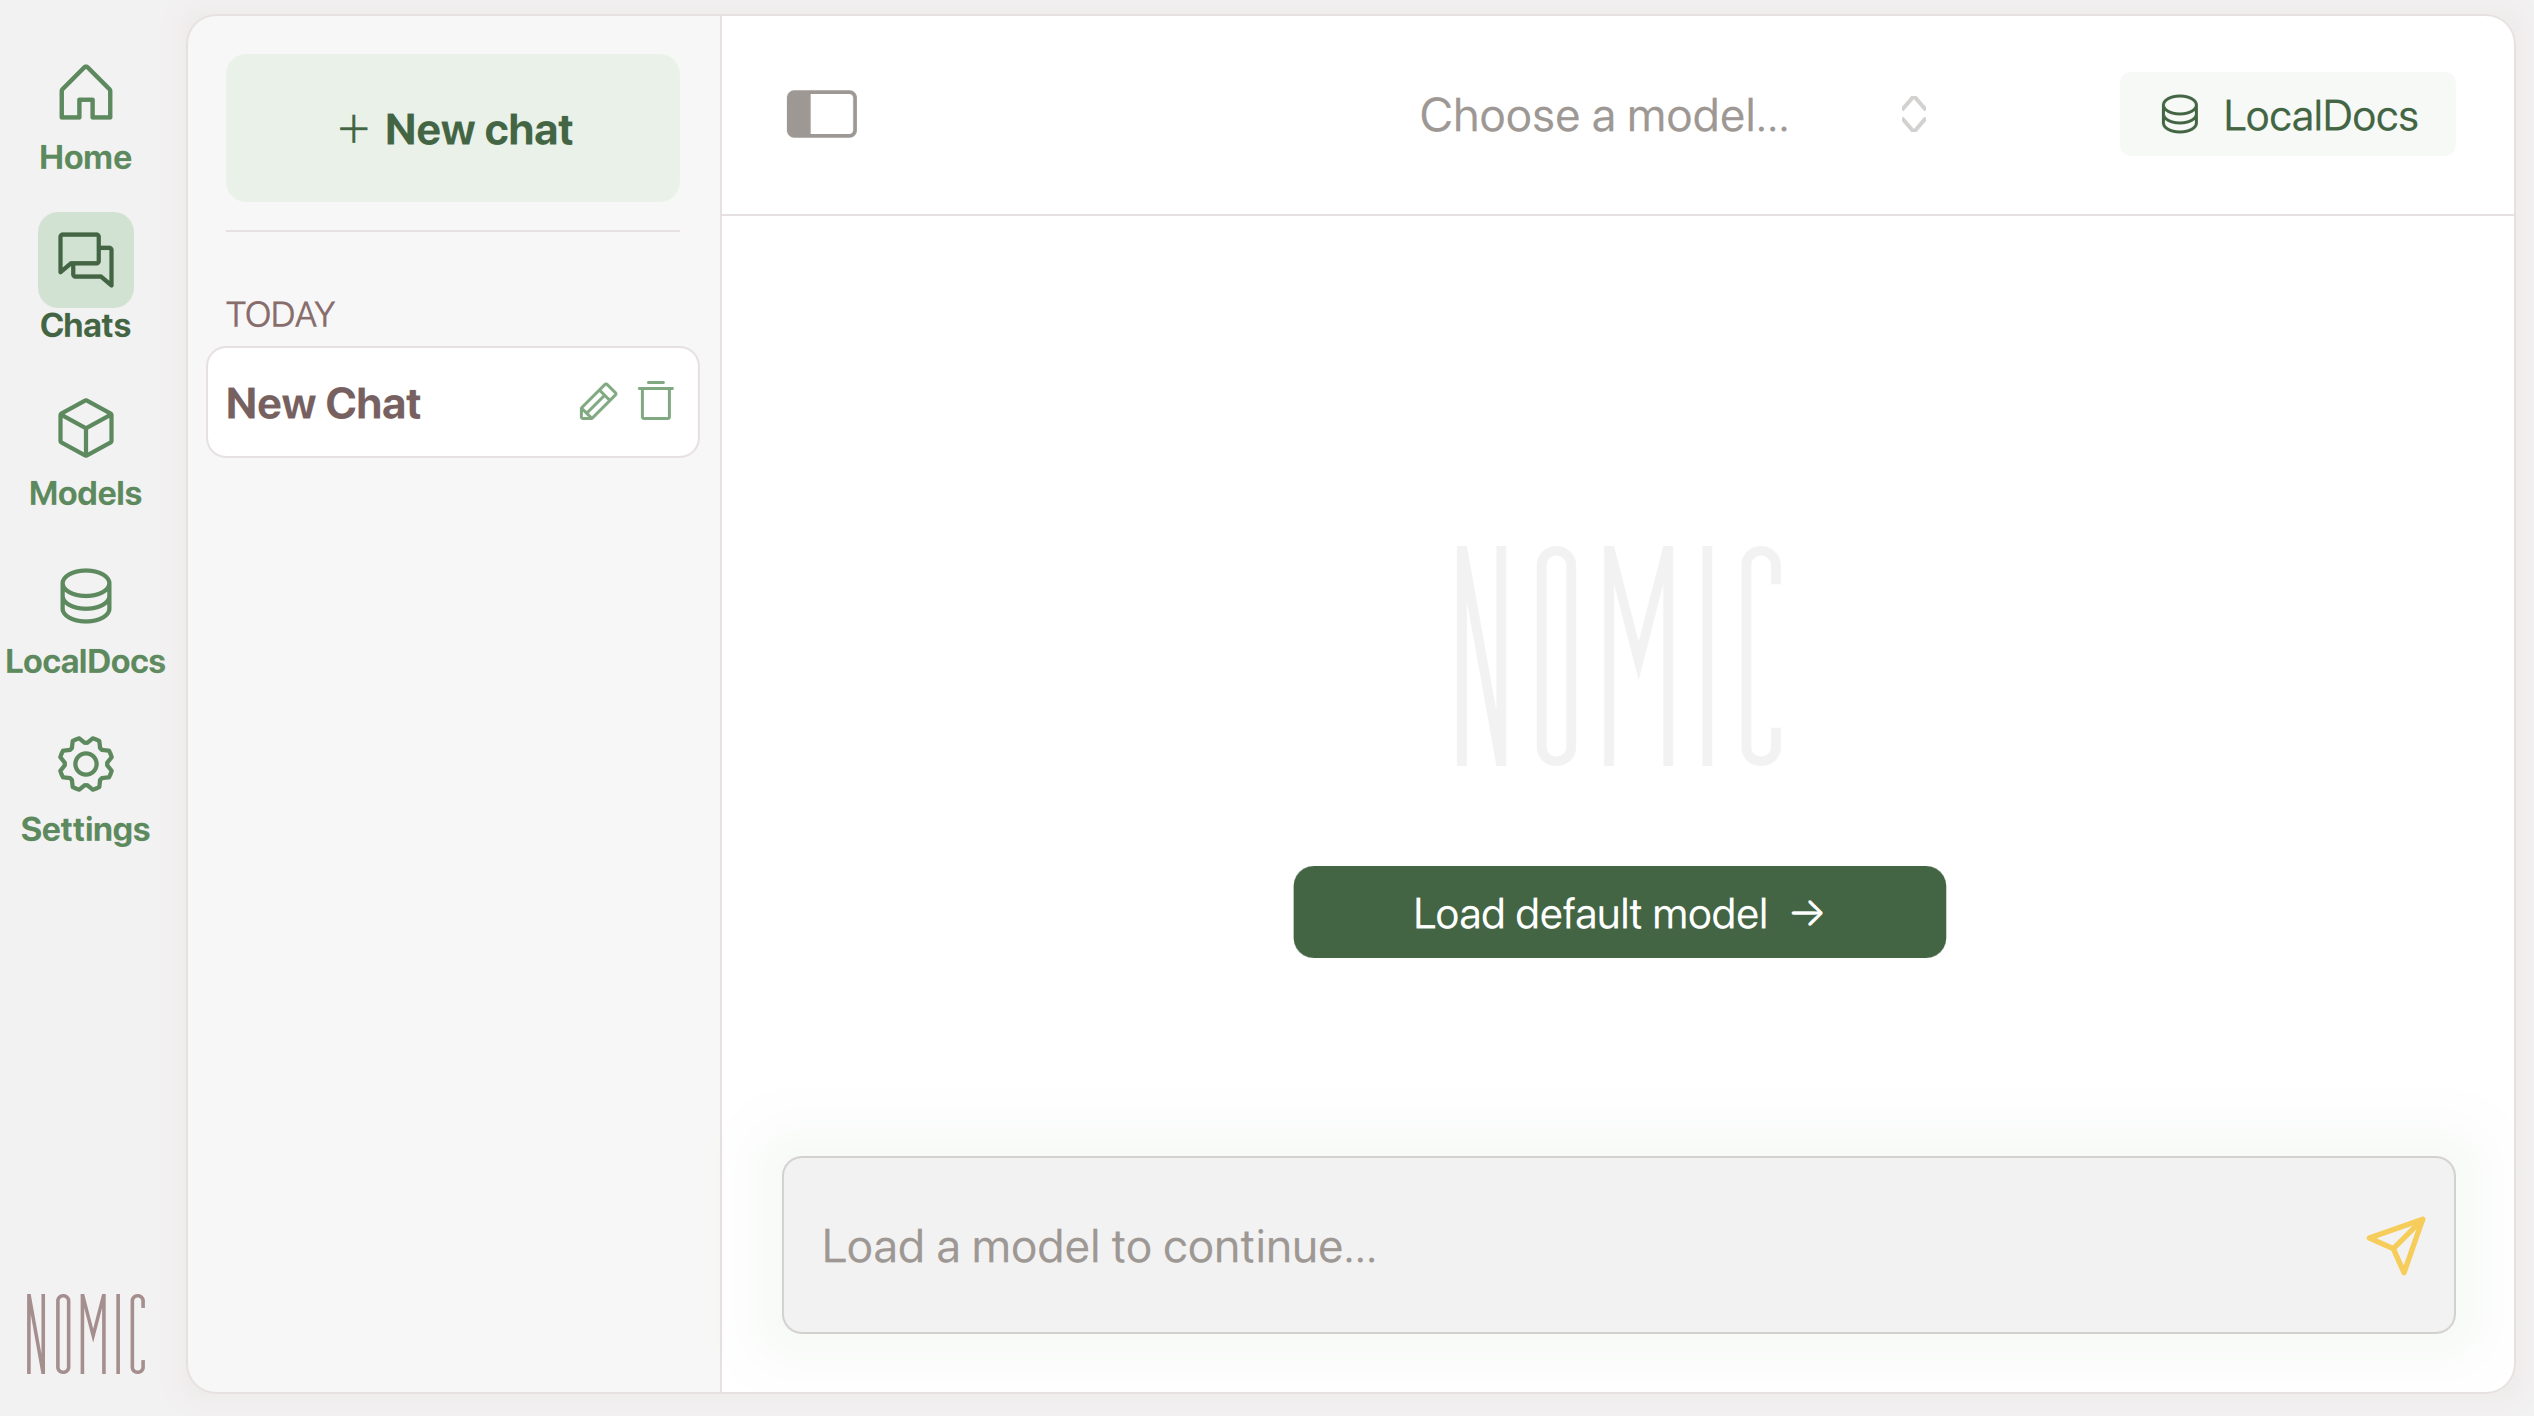 Home
Chats
Models
LocalDocs
Settings
NOMIC
+ New chat
TODAY
New Chat
Choose a model...
LocalDocs
NOMIC
Load default model →
Load a model to continue...